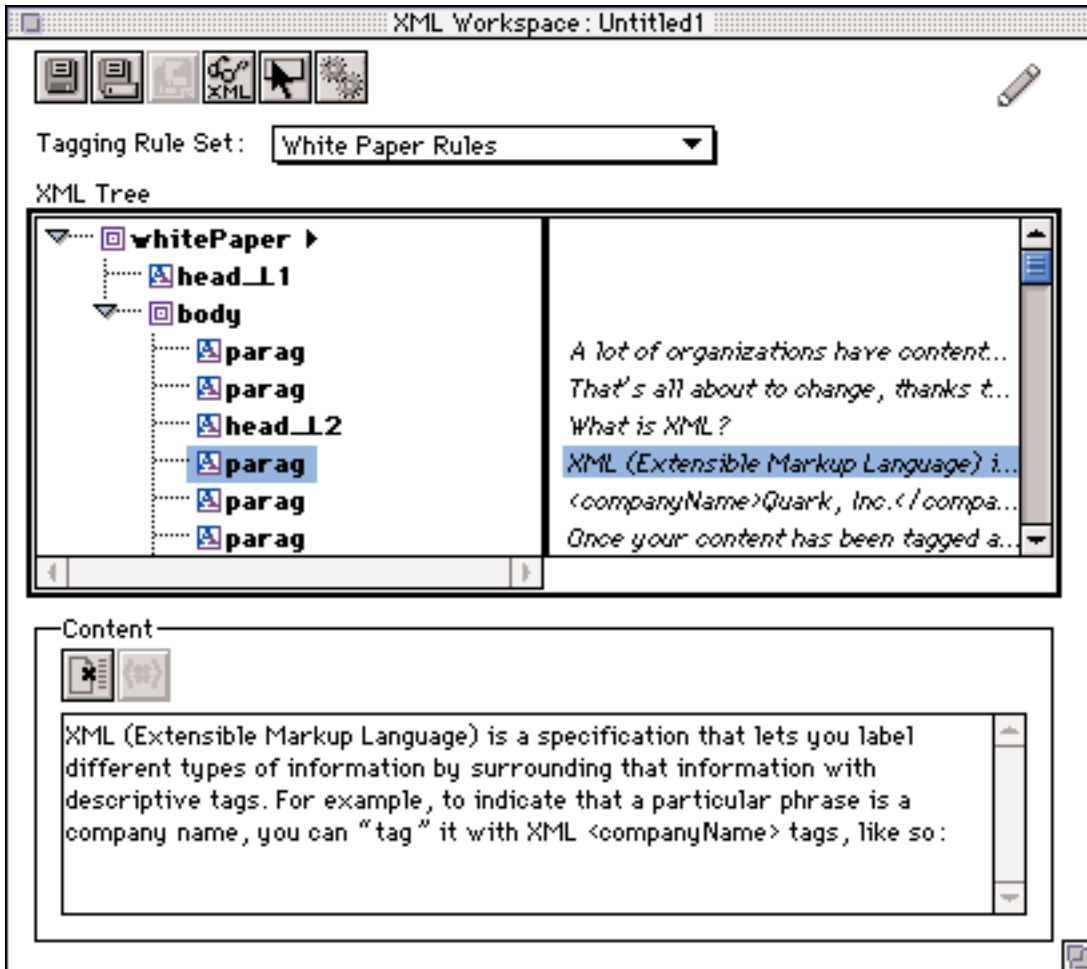 XML Workspace : Untitled1
XML
Tagging Rule Set: White Paper Rules
XML Tree
whitePaper
head_L1
body
parag A lot of organizations have content...
parag That's all about to change, thanks t...
head_L2 What is XML?
parag XML (Extensible Markup Language) i...
parag <companyName>Quark, Inc.</compa...
parag Once your content has been tagged a...
Content
XML (Extensible Markup Language) is a specification that lets you label
different types of information by surrounding that information with
descriptive tags. For example, to indicate that a particular phrase is a
company name, you can "tag" it with XML <companyName> tags, like so: